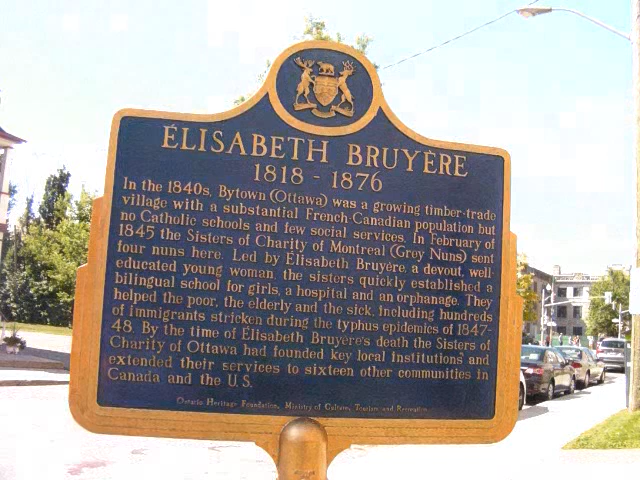 ÉLISABETH BRUYÈRE
1818 - 1876
In the 1840s, Bytown (Ottawa) was a growing timber-trade
village with a substantial French-Canadian population but
no Catholic schools and few social services. In February of
1845 the Sisters of Charity of Montreal (Grey Nuns) sent
four nuns here. Led by Élisabeth Bruyère, a devout, well-
educated young woman, the sisters quickly established a
bilingual school for girls, a hospital and an orphanage. They
helped the poor, the elderly and the sick, including hundreds
of immigrants stricken during the typhus epidemics of 1847-
48. By the time of Élisabeth Bruyère's death the Sisters of
Charity of Ottawa had founded key local institutions and
extended their services to sixteen other communities in
Canada and the U.S.
Ontario Heritage Foundation, Ministry of Culture, Tourism and Recreation